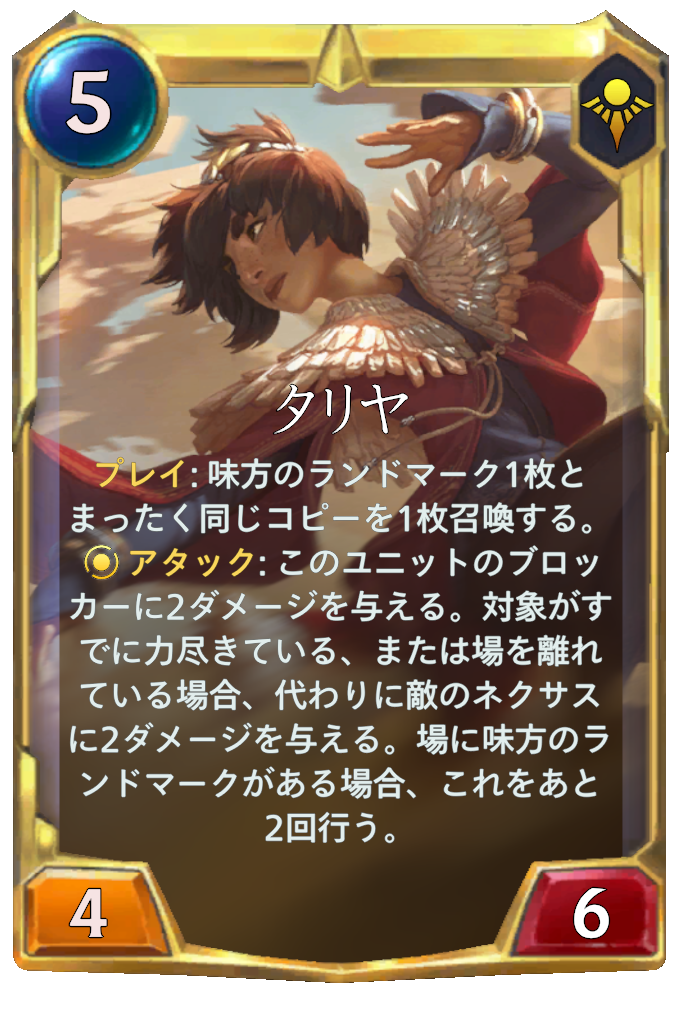 5
タリヤ
プレイ: 味方のランドマーク1枚と
まったく同じコピーを1枚召喚する。
アタック: このユニットのブロッ
カーに2ダメージを与える。対象がす
でに力尽きている、または場を離れ
ている場合、代わりに敵のネクサス
に2ダメージを与える。場に味方のラ
ンドマークがある場合、これをあと
2回行う。
4
6